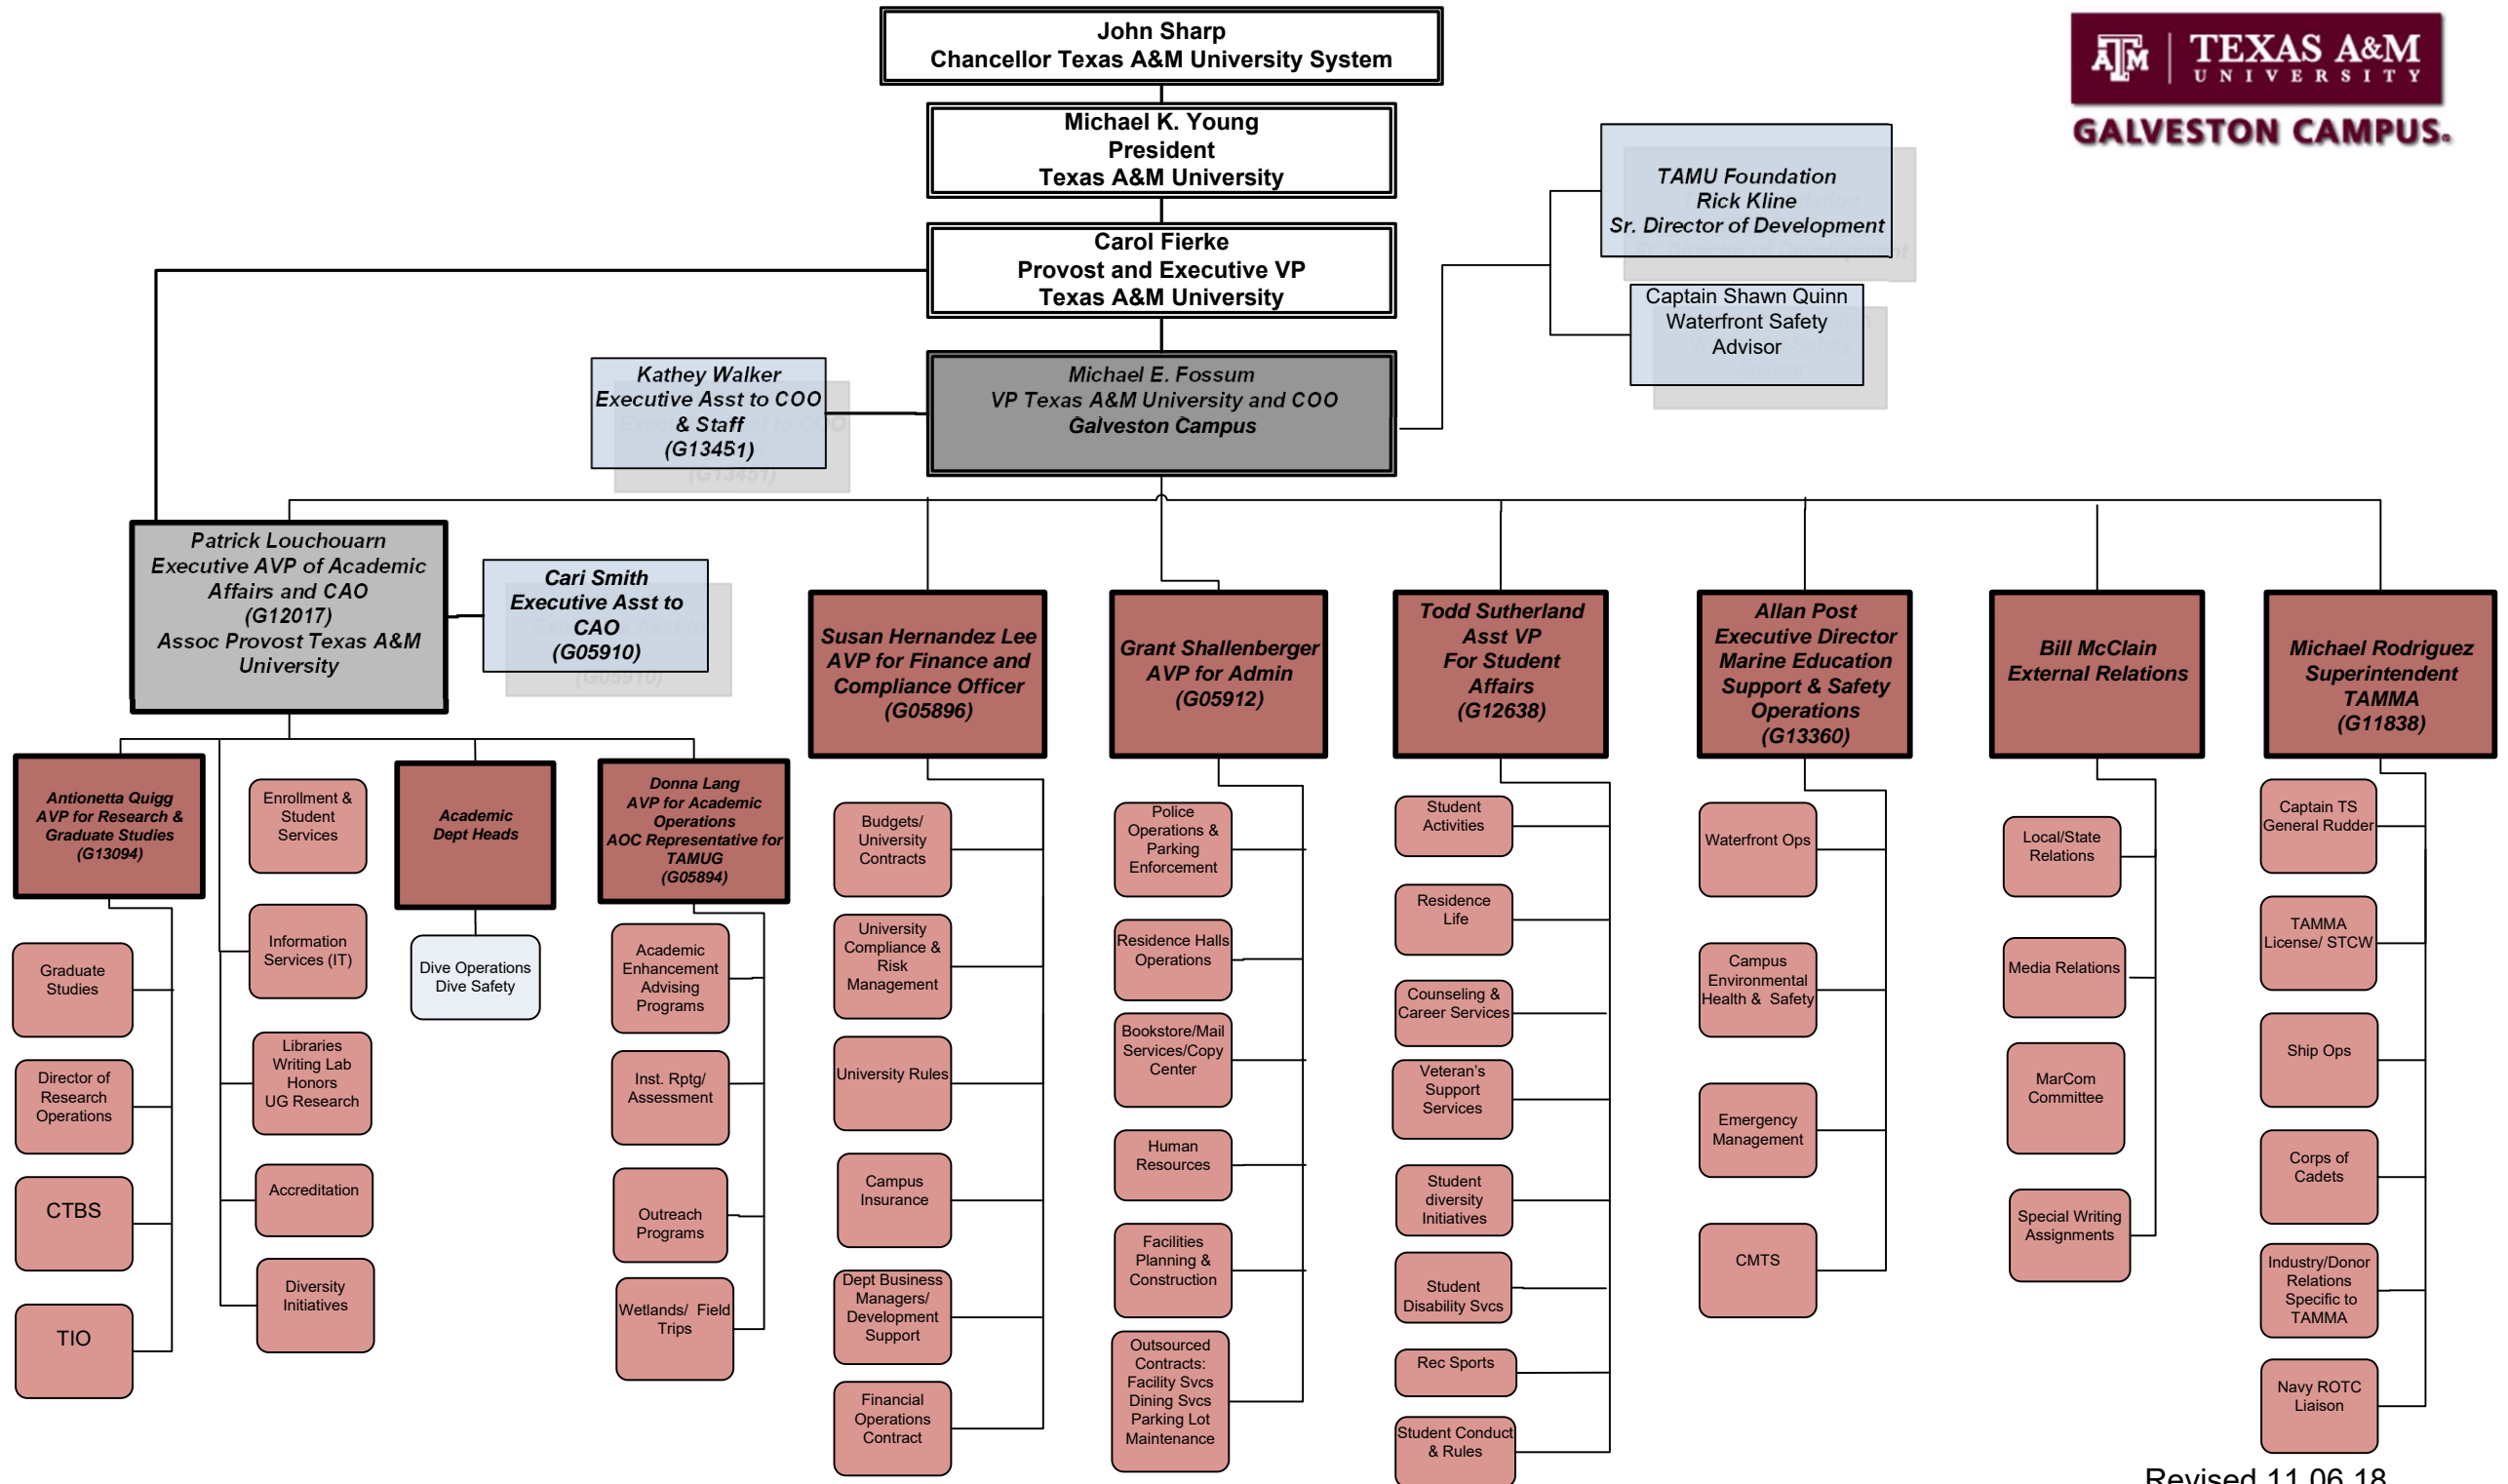 John Sharp
Chancellor Texas A&M University System
ATM | TEXAS A&M
UNIVERSITY
GALVESTON CAMPUS
Michael K. Young
President
Texas A&M University
TAMU Foundation
Rick Kline
Sr. Director of Development
Carol Fierke
Provost and Executive VP
Texas A&M University
Captain Shawn Quinn
Waterfront Safety
Advisor
Kathey Walker
Executive Asst to COO
& Staff
(G13451)
Michael E. Fossum
VP Texas A&M University and COO
Galveston Campus
Patrick Louchouarn
Executive AVP of Academic
Affairs and CAO
(G12017)
Assoc Provost Texas A&M
University
Cari Smith
Executive Asst to
CAO
(G05910)
Susan Hernandez Lee
AVP for Finance and
Compliance Officer
(G05896)
Grant Shallenberger
AVP for Admin
(G05912)
Todd Sutherland
Asst VP
For Student
Affairs
(G12638)
Allan Post
Executive Director
Marine Education
Support & Safety
Operations
(G13360)
Bill McClain
External Relations
Michael Rodriguez
Superintendent
TAMMA
(G11838)
Antionetta Quigg
AVP for Research &
Graduate Studies
(G13094)
Graduate
Studies
Director of
Research
Operations
CTBS
TIO
Enrollment &
Student
Services
Information
Services (IT)
Libraries
Writing Lab
Honors
UG Research
Accreditation
Diversity
Initiatives
Academic
Dept Heads
Dive Operations
Dive Safety
Donna Lang
AVP for Academic
Operations
AOC Representative for
TAMUG
(G05894)
Academic
Enhancement
Advising
Programs
Inst. Rptg/
Assessment
Outreach
Programs
Wetlands/ Field
Trips
Budgets/
University
Contracts
University
Compliance &
Risk
Management
University Rules
Campus
Insurance
Dept Business
Managers/
Development
Support
Financial
Operations
Contract
Police
Operations &
Parking
Enforcement
Residence Halls
Operations
Bookstore/Mail
Services/Copy
Center
Human
Resources
Facilities
Planning &
Construction
Outsourced
Contracts:
Facility Svcs
Dining Svcs
Parking Lot
Maintenance
Student
Activities
Residence
Life
Counseling &
Career Services
Veteran's
Support
Services
Student
diversity
Initiatives
Student
Disability Svcs
Rec Sports
Student Conduct
& Rules
Waterfront Ops
Campus
Environmental
Health & Safety
Emergency
Management
CMTS
Local/State
Relations
Media Relations
MarCom
Committee
Special Writing
Assignments
Captain TS
General Rudder
TAMMA
License/ STCW
Ship Ops
Corps of
Cadets
Industry/Donor
Relations
Specific to
TAMMA
Navy ROTC
Liaison
Revised 11.06.18